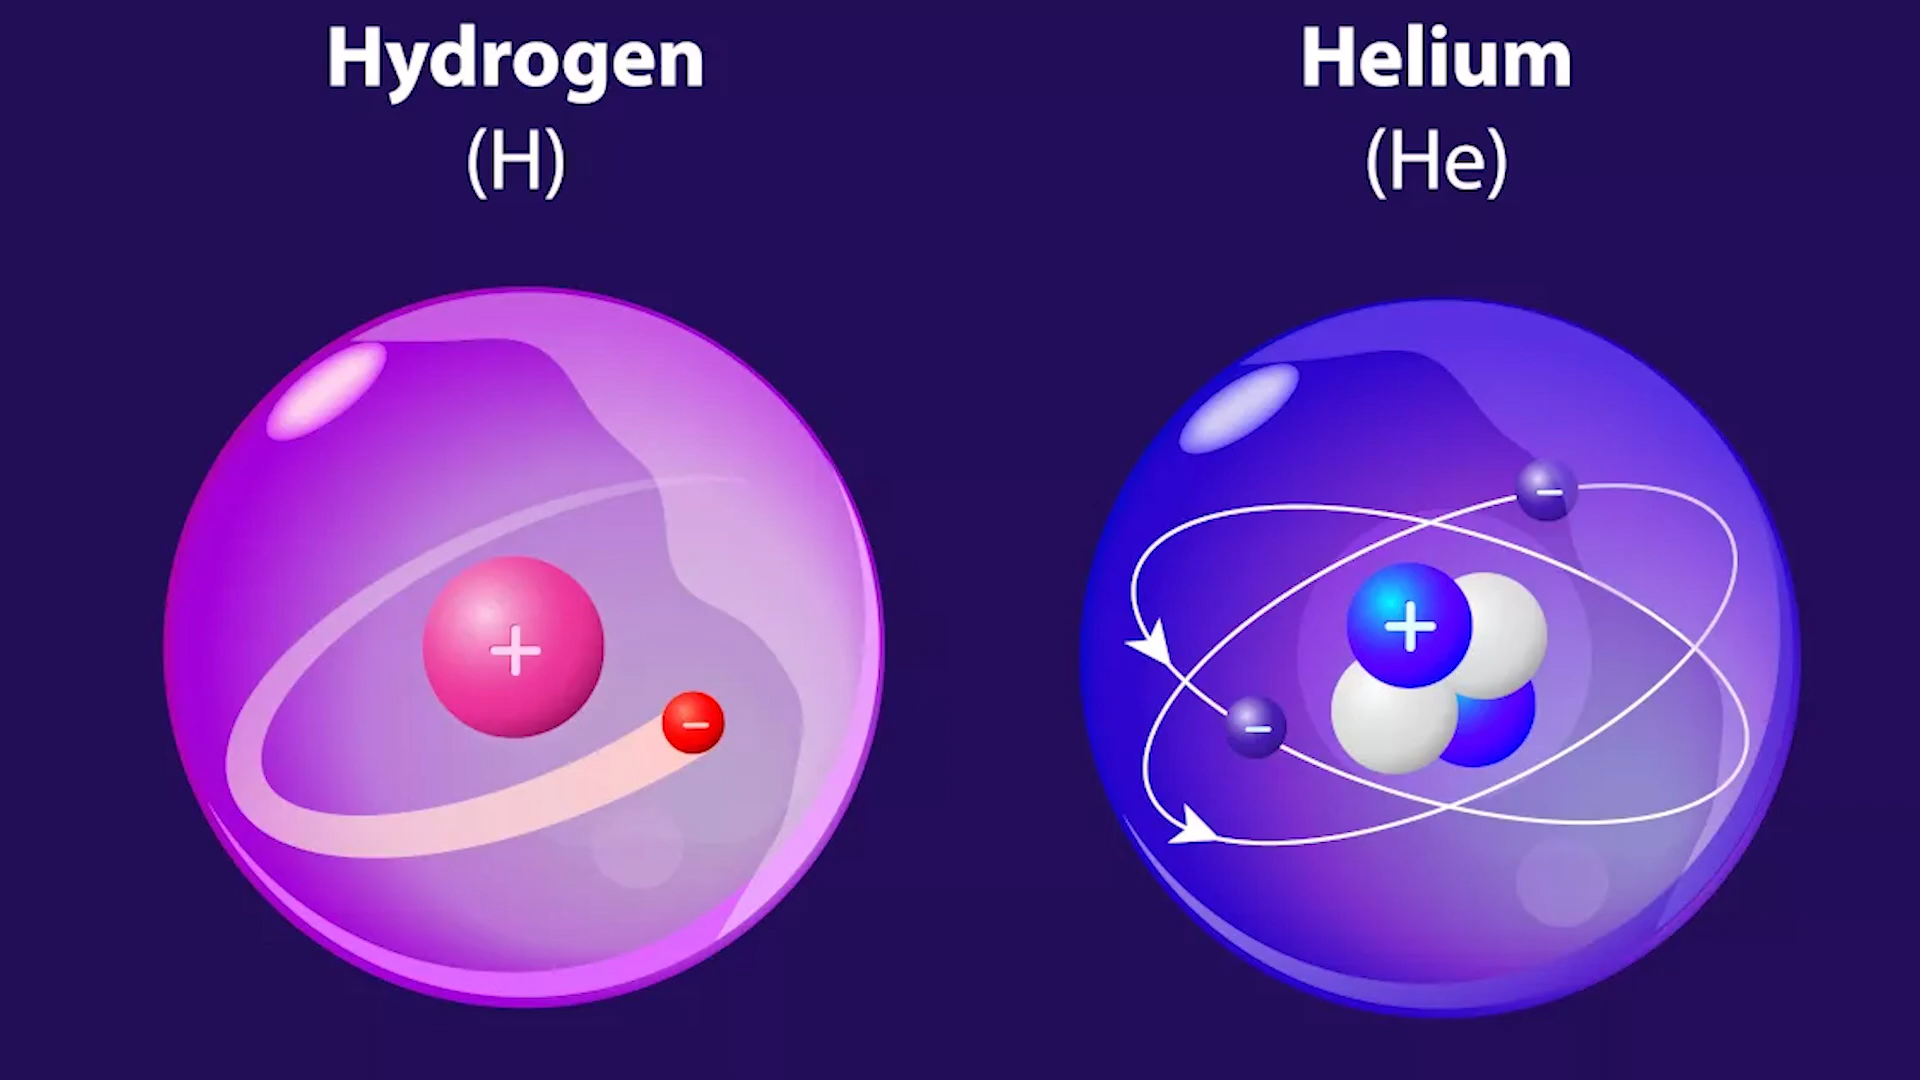 Hydrogen
(H)
Helium
(He)
+
−
−
+
−